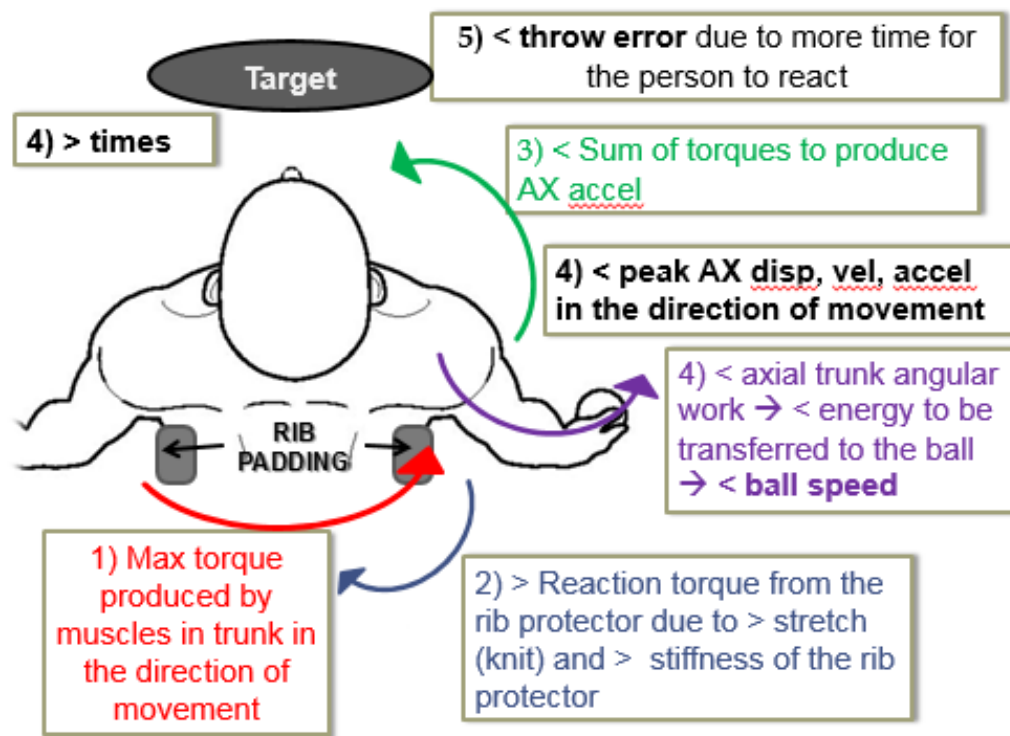 5) < throw error due to more time for
the person to react
Target
4) > times
3) < Sum of torques to produce
AX accel
4) < peak AX disp, vel, accel
in the direction of movement
4) < axial trunk angular
work → < energy to be
transferred to the ball
→ < ball speed
RIB
PADDING
1) Max torque
produced by
muscles in trunk in
the direction of
movement
2) > Reaction torque from the
rib protector due to > stretch
(knit) and > stiffness of the rib
protector